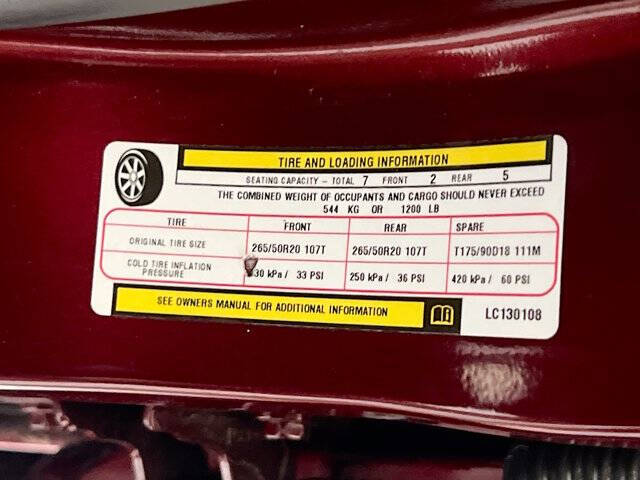 TIRE AND LOADING INFORMATION
SEATING CAPACITY – TOTAL 7 FRONT 2 REAR 5
THE COMBINED WEIGHT OF OCCUPANTS AND CARGO SHOULD NEVER EXCEED
544 KG OR 1200 LB
TIRE FRONT REAR SPARE
ORIGINAL TIRE SIZE 265/50R20 107T 265/50R20 107T T175/90D18 111M
COLD TIRE INFLATION PRESSURE 30 kPa / 33 PSI 250 kPa / 36 PSI 420 kPa / 60 PSI
SEE OWNERS MANUAL FOR ADDITIONAL INFORMATION
LC130108